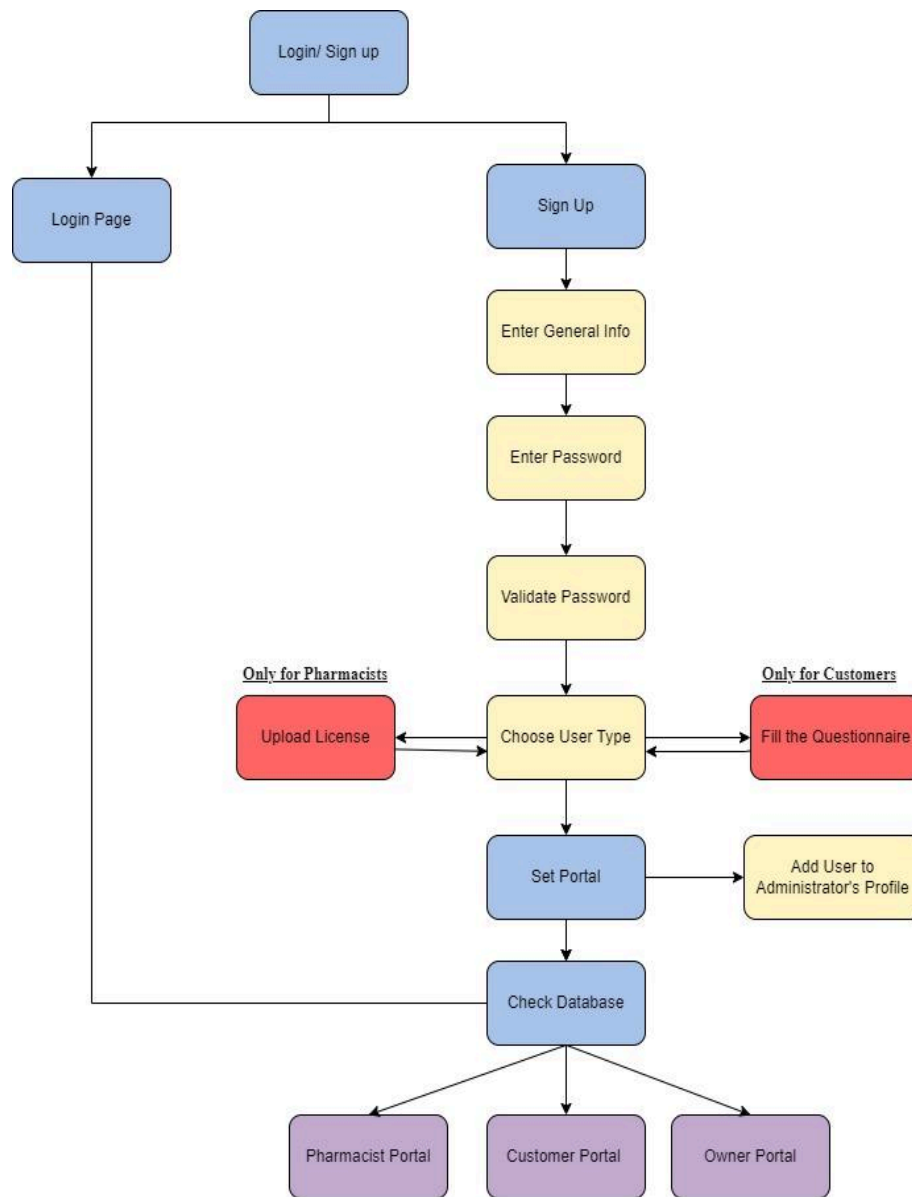 Login/ Sign up
Login Page
Sign Up
Enter General Info
Enter Password
Validate Password
Only for Pharmacists
Only for Customers
Upload License
Choose User Type
Fill the Questionnaire
Set Portal
Add User to
Administrator's Profile
Check Database
Pharmacist Portal
Customer Portal
Owner Portal